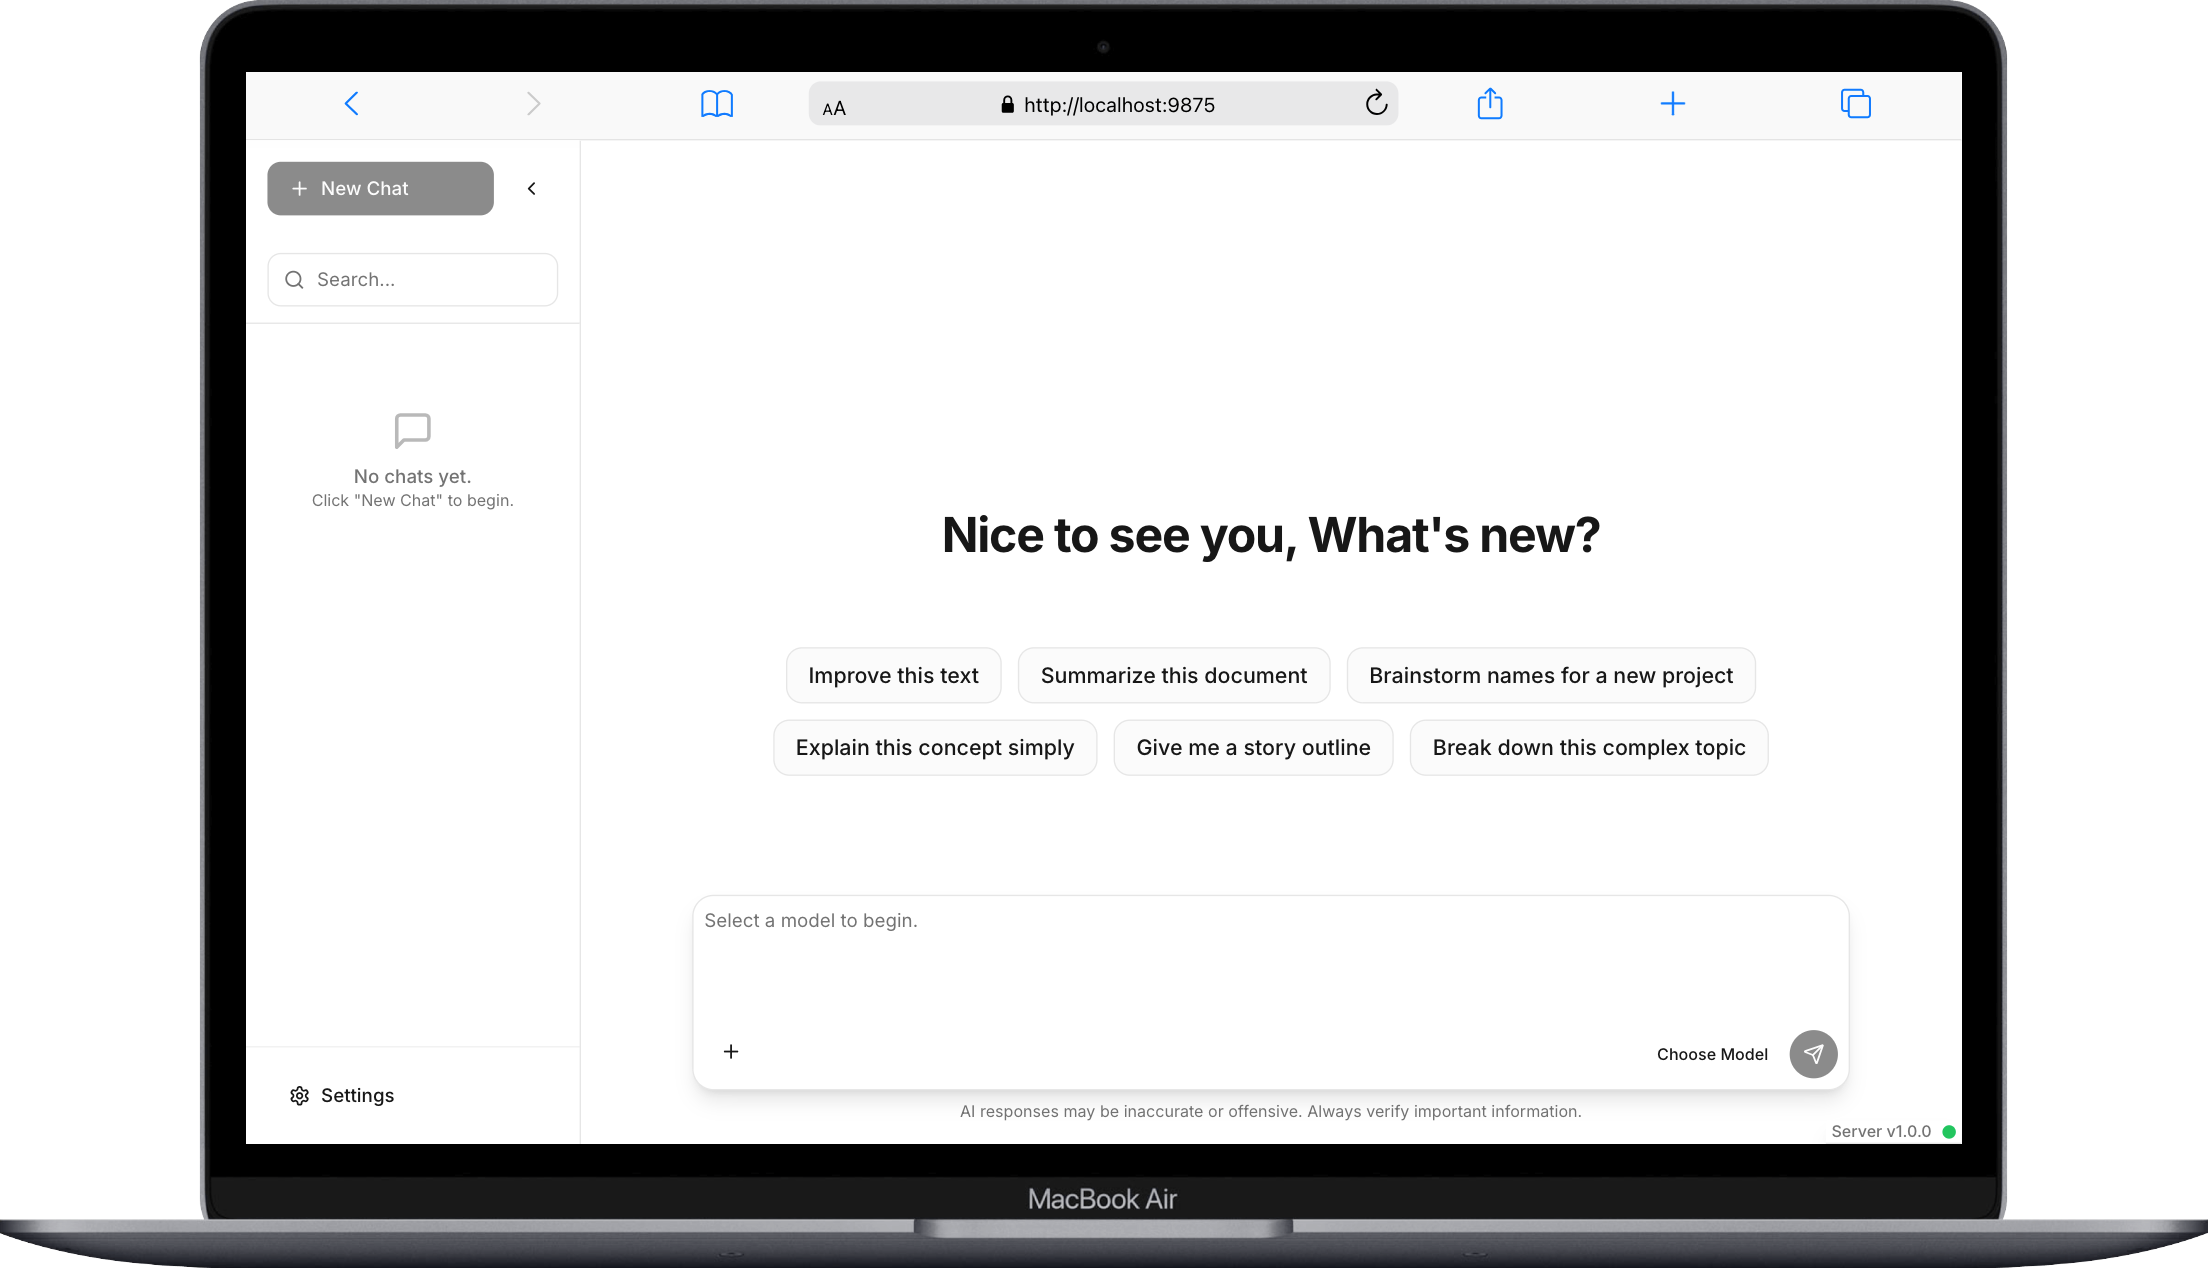 AA
http://localhost:9875
New Chat
Search...
No chats yet.
Click "New Chat" to begin.
Settings
Nice to see you, What's new?
Improve this text
Summarize this document
Brainstorm names for a new project
Explain this concept simply
Give me a story outline
Break down this complex topic
Select a model to begin.
Choose Model
AI responses may be inaccurate or offensive. Always verify important information.
Server v1.0.0
MacBook Air